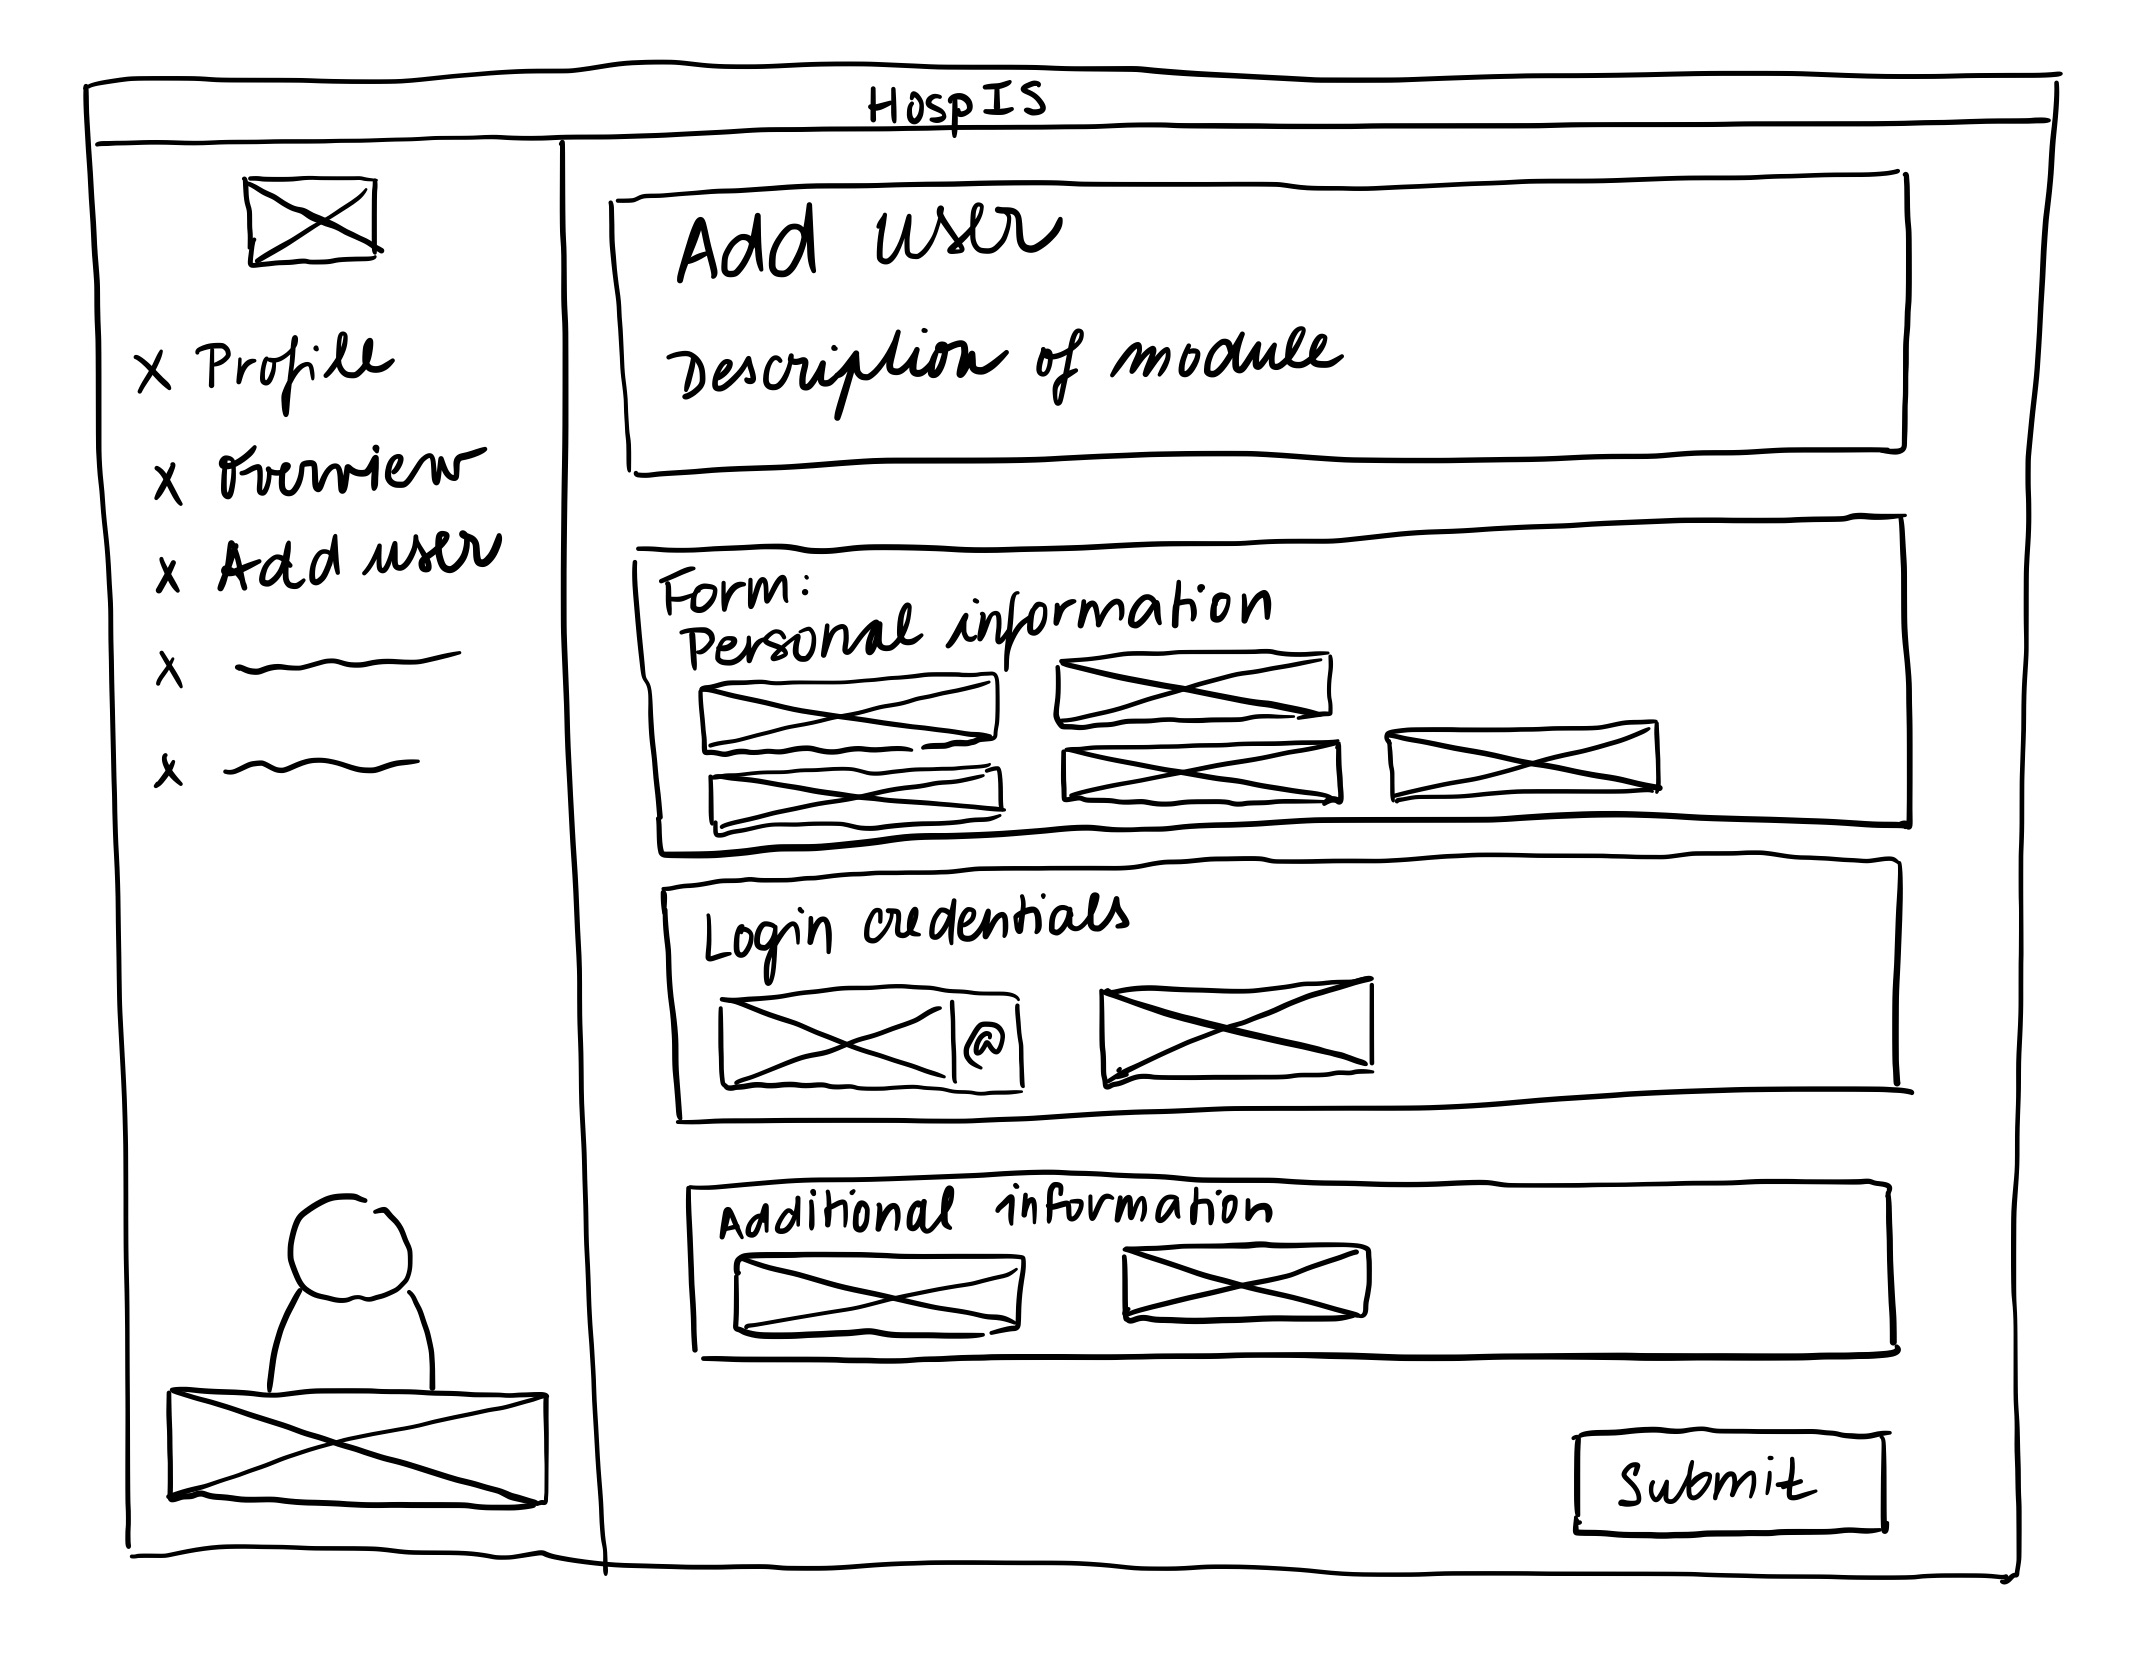 HospIS
x Profile
x Overview
x Add user
x
x
Add user
Description of module
Form:
Personal information
Login credentials
@
Additional information
Submit